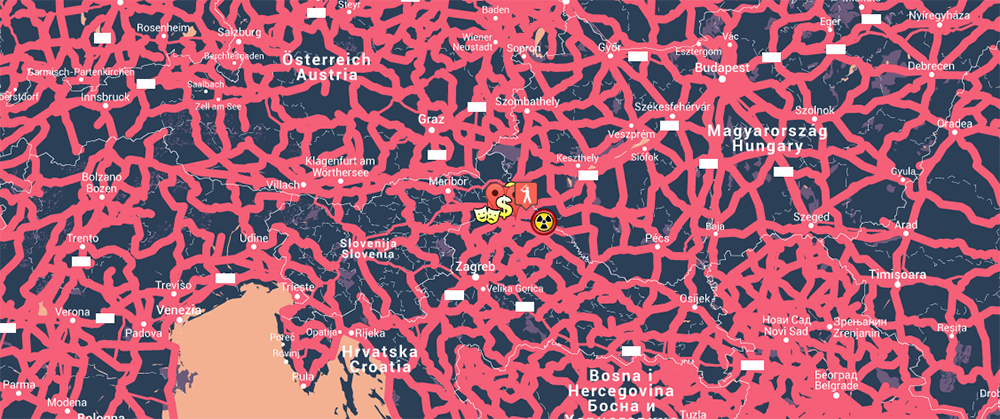 Steyr
Baden
Rosenheim
Salzburg
Wiener
Neustadt
Sopron
Győr
Vác
Esztergom
Eger
Nyíregyháza
Berchtesgaden
Österreich
Austria
Budapest
Debrecen
Garmisch-Partenkirchen
Saalbach
Innsbruck
Zell am See
Szombathely
Székesfehérvár
Szolnok
Graz
Veszprém
Magyarország
Hungary
Oradea
Keszthely
Siófok
Klagenfurt am
Wörthersee
Bolzano
Bozen
Villach
Maribor
Gyula
$
Szeged
Arad
Baja
Trento
Udine
Slovenija
Slovenia
Pécs
Zagreb
Timișoara
Treviso
Trieste
Velika Gorica
Osijek
Verona
Venezia
Padova
Opatija
Rijeka
Нови Сад
Novi Sad
Зрењанин
Zrenjanin
Reșița
Poreč
Rovinj
Hrvatska
Croatia
Pula
Parma
Modena
Bologna
Bosna i
Hercegovina
Босна и
Београд
Belgrade
Tuzla